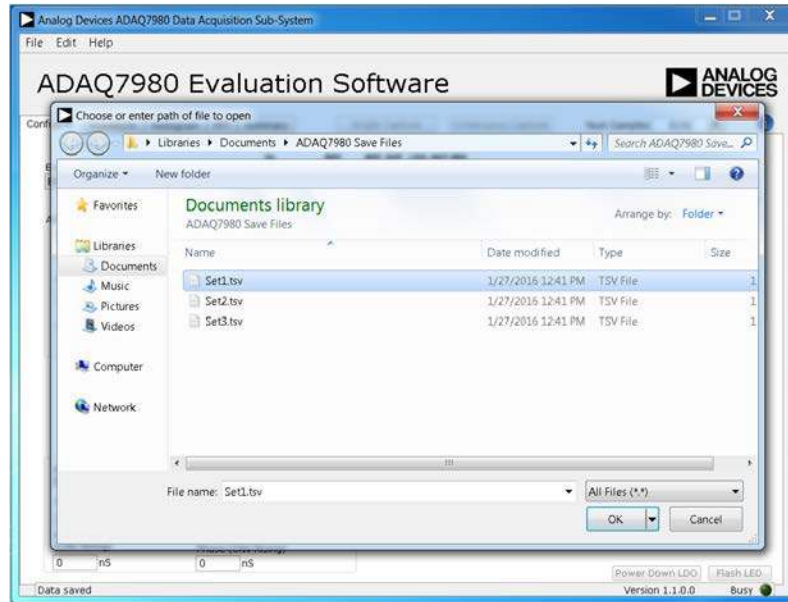 Analog Devices ADAQ7980 Data Acquisition Sub-System
File Edit Help
ADAQ7980 Evaluation Software
ANALOG DEVICES
Choose or enter path of file to open
Libraries Documents ADAQ7980 Save Files
Search ADAQ7980 Save...
Organize New folder
Favorites
Documents library
ADAQ7980 Save Files
Arrange by: Folder
Libraries
Documents
Music
Pictures
Videos
Computer
Network
Name Date modified Type Size
Set1.tsv 1/27/2016 12:41 PM TSV File 1
Set2.tsv 1/27/2016 12:41 PM TSV File 1
Set3.tsv 1/27/2016 12:41 PM TSV File 1
File name: Set1.tsv All Files (*.*)
OK Cancel
0 nS 0 nS
Power Down LDO Flash LED
Data saved Version 1.1.0.0 Busy